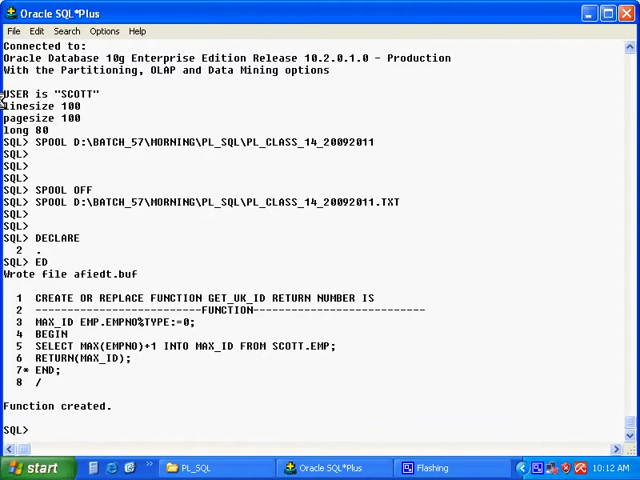 Oracle SQL*Plus
File Edit Search Options Help
Connected to:
Oracle Database 10g Enterprise Edition Release 10.2.0.1.0 - Production
With the Partitioning, OLAP and Data Mining options
USER is "SCOTT"
linesize 100
pagesize 100
long 80
SQL> SPOOL D:\BATCH_57\MORNING\PL_SQL\PL_CLASS_14_20092011
SQL>
SQL>
SQL>
SQL> SPOOL OFF
SQL> SPOOL D:\BATCH_57\MORNING\PL_SQL\PL_CLASS_14_20092011.TXT
SQL>
SQL>
SQL> DECLARE
2 .
SQL> ED
Wrote file afiedt.buf
1 CREATE OR REPLACE FUNCTION GET_UK_ID RETURN NUMBER IS
2 --------------------------FUNCTION---------------------------
3 MAX_ID EMP.EMPNO%TYPE:=0;
4 BEGIN
5 SELECT MAX(EMPNO)+1 INTO MAX_ID FROM SCOTT.EMP;
6 RETURN(MAX_ID);
7* END;
8 /
Function created.
SQL>
start PL_SQL Oracle SQL*Plus Flashing 10:12 AM